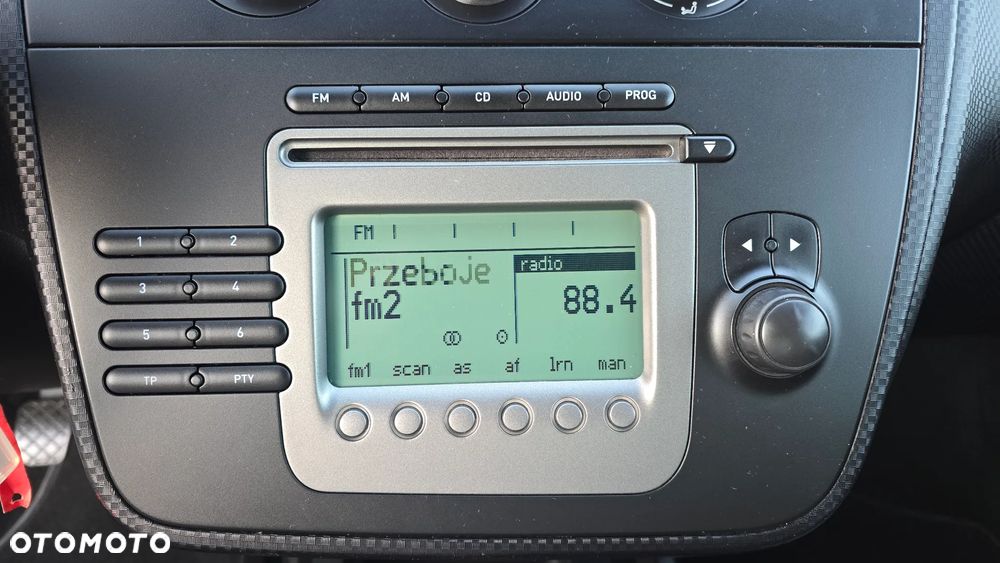 FM AM CD AUDIO PROG
1 2
3 4
5 6
TP PTY
FM
Przeboje
fm2
radio
88.4
fm1 scan as af lrn man
OTOMOTO